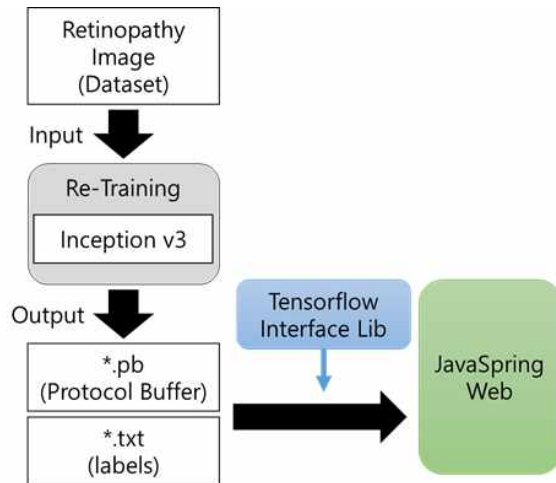 Retinopathy
Image
(Dataset)
Input
Re-Training
Inception v3
Output
*.pb
(Protocol Buffer)
*.txt
(labels)
Tensorflow
Interface Lib
JavaSpring
Web